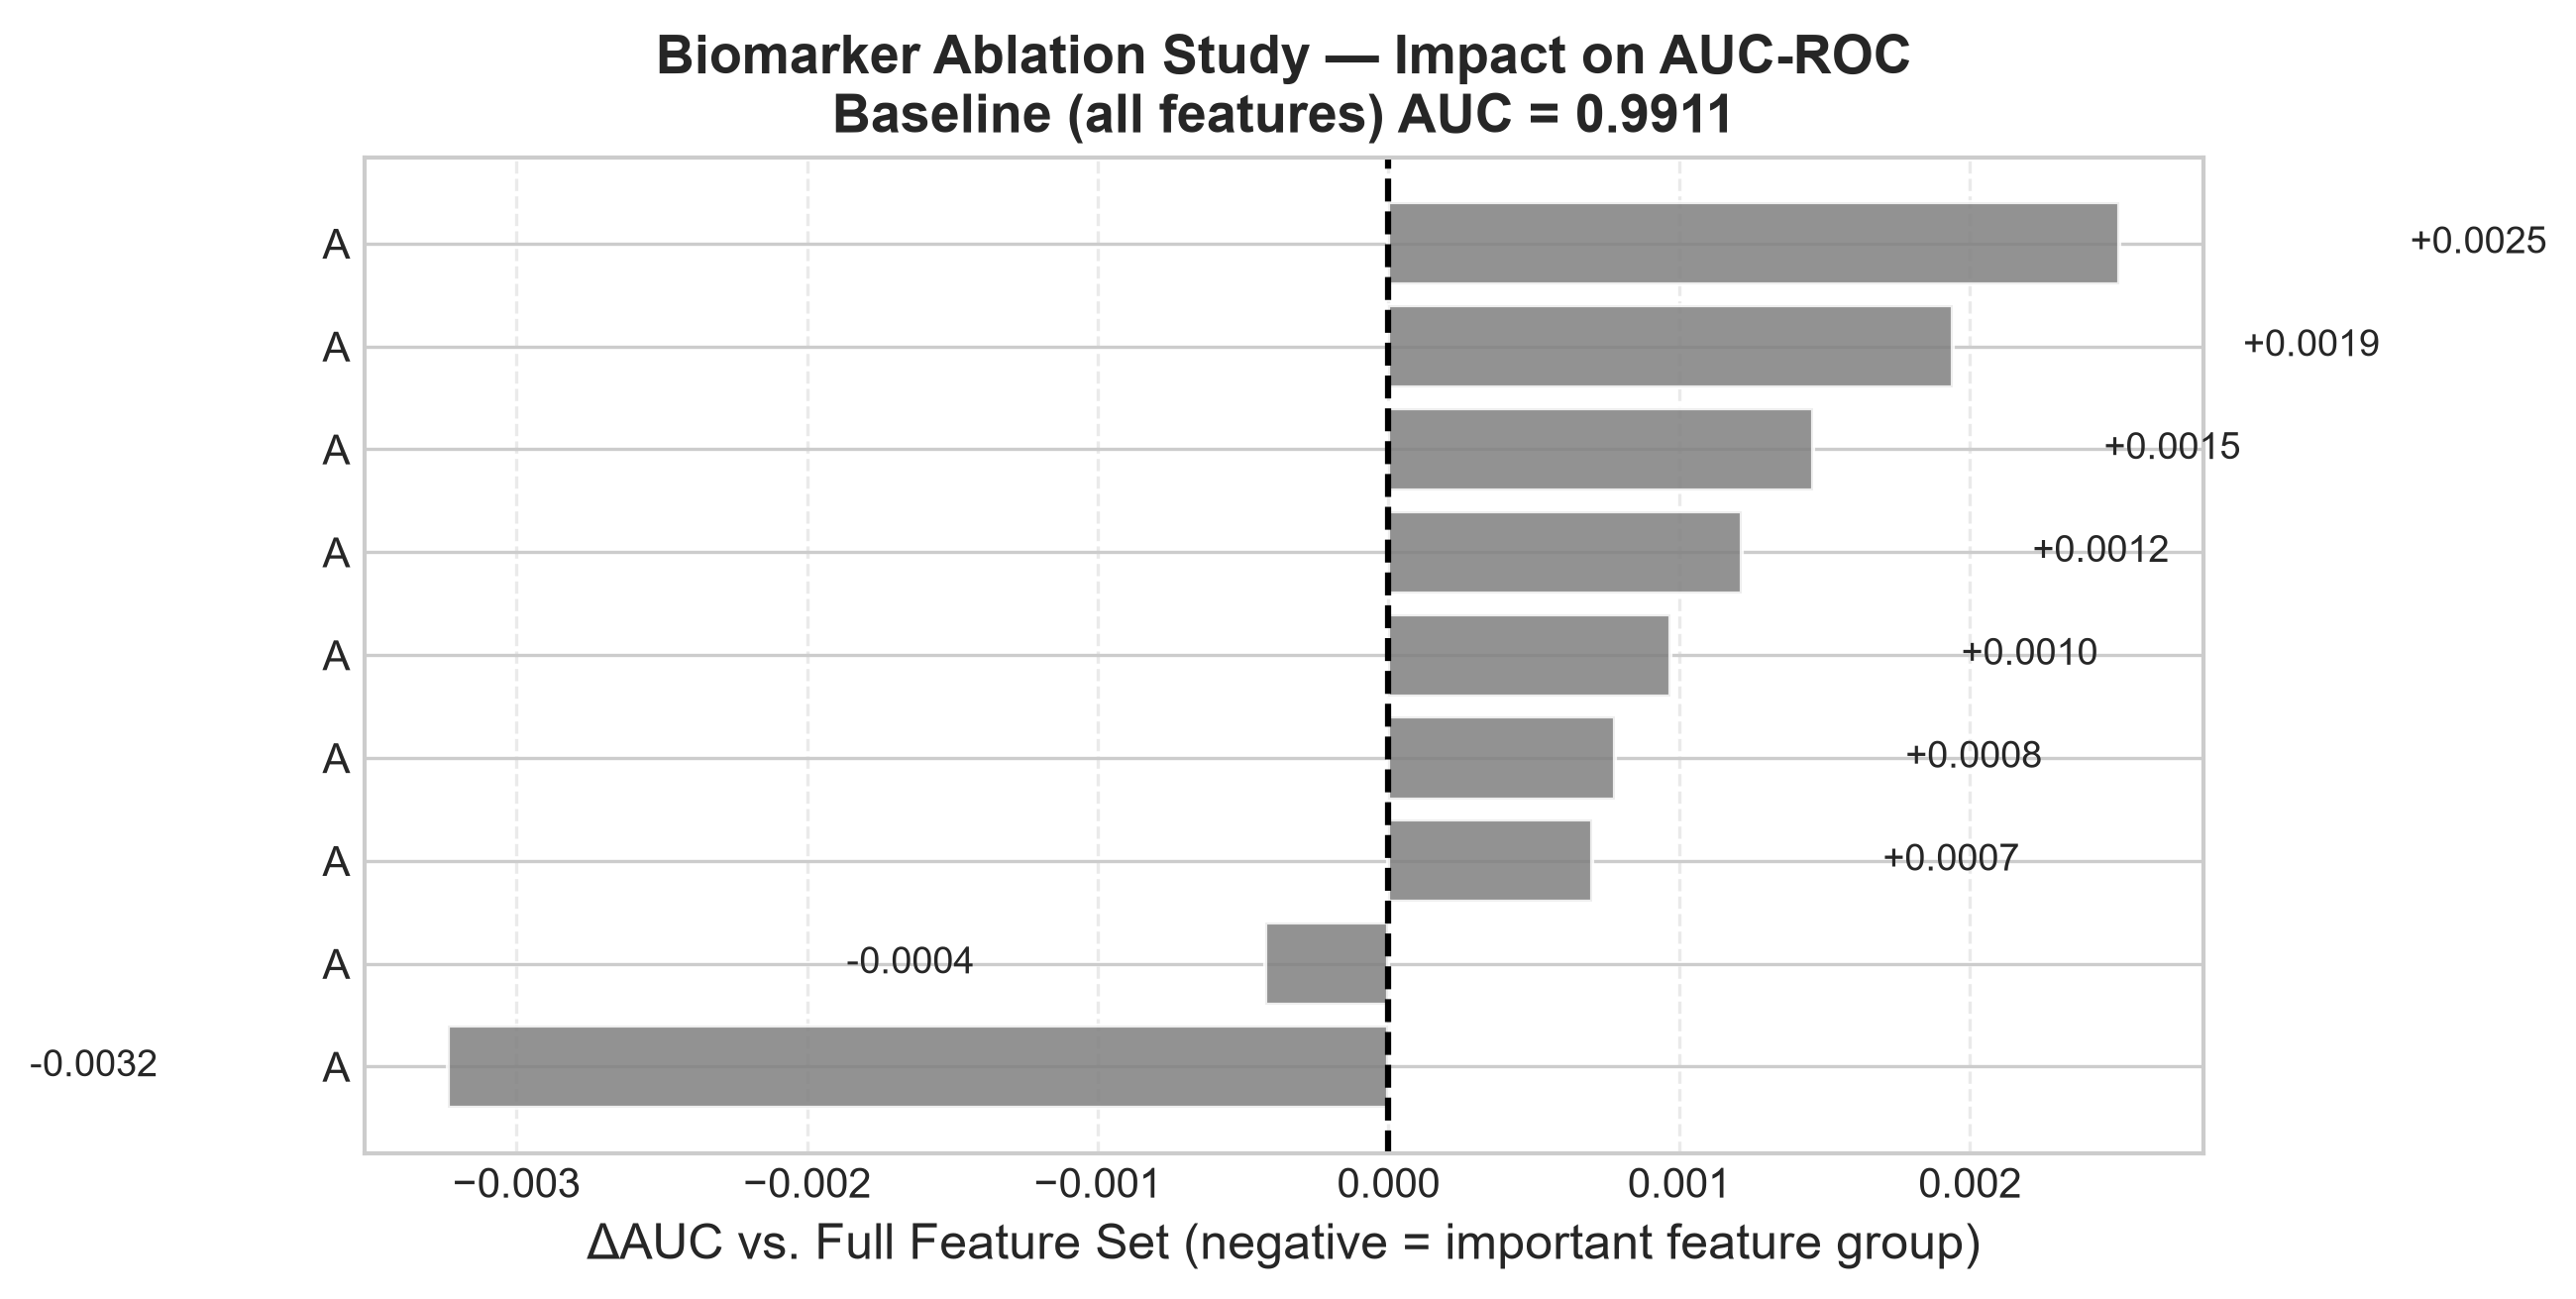 Biomarker Ablation Study — Impact on AUC-ROC
Baseline (all features) AUC = 0.9911
A +0.0025
A +0.0019
A +0.0015
A +0.0012
A +0.0010
A +0.0008
A +0.0007
A -0.0004
-0.0032 A
−0.003 −0.002 −0.001 0.000 0.001 0.002
ΔAUC vs. Full Feature Set (negative = important feature group)